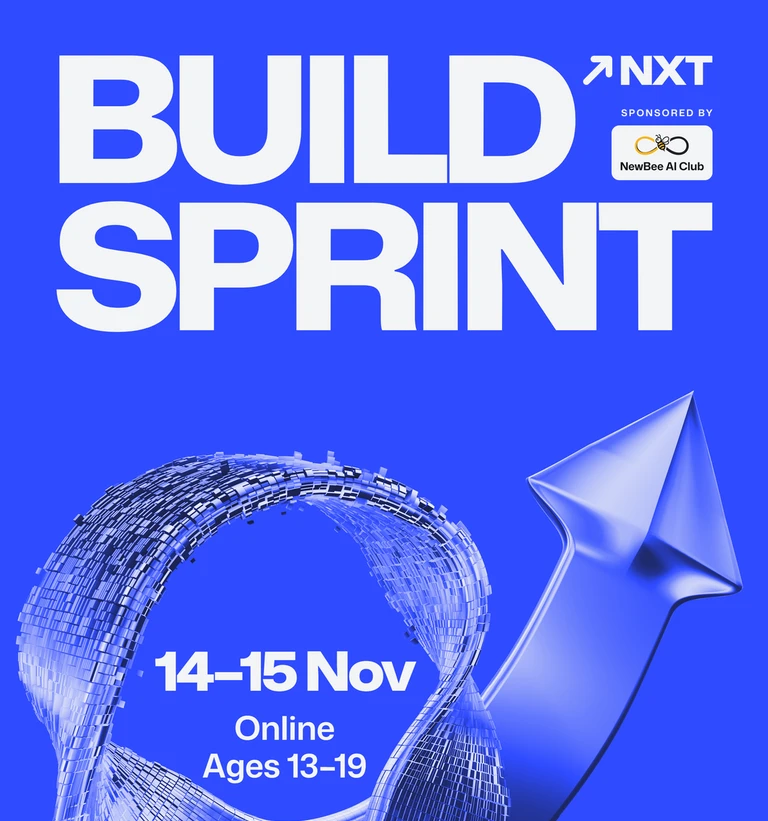 BUILD
NXT
SPONSORED BY
NewBee AI Club
SPRINT
14–15 Nov
Online
Ages 13–19